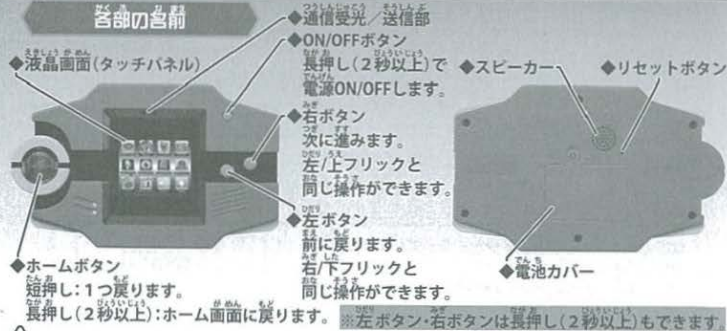 各部の名前
◆液晶画面(タッチパネル)
◆通信受光/送信部
◆ON/OFFボタン
長押し(2秒以上)で
電源ON/OFFします。
◆右ボタン
次に進みます。
左/上フリックと
同じ操作ができます。
◆左ボタン
前に戻ります。
右/下フリックと
同じ操作ができます。
◆ホームボタン
短押し:1つ戻ります。
長押し(2秒以上):ホーム画面に戻ります。
◆スピーカー
◆リセットボタン
◆電池カバー
※左ボタン・右ボタンは長押し(2秒以上)もできます